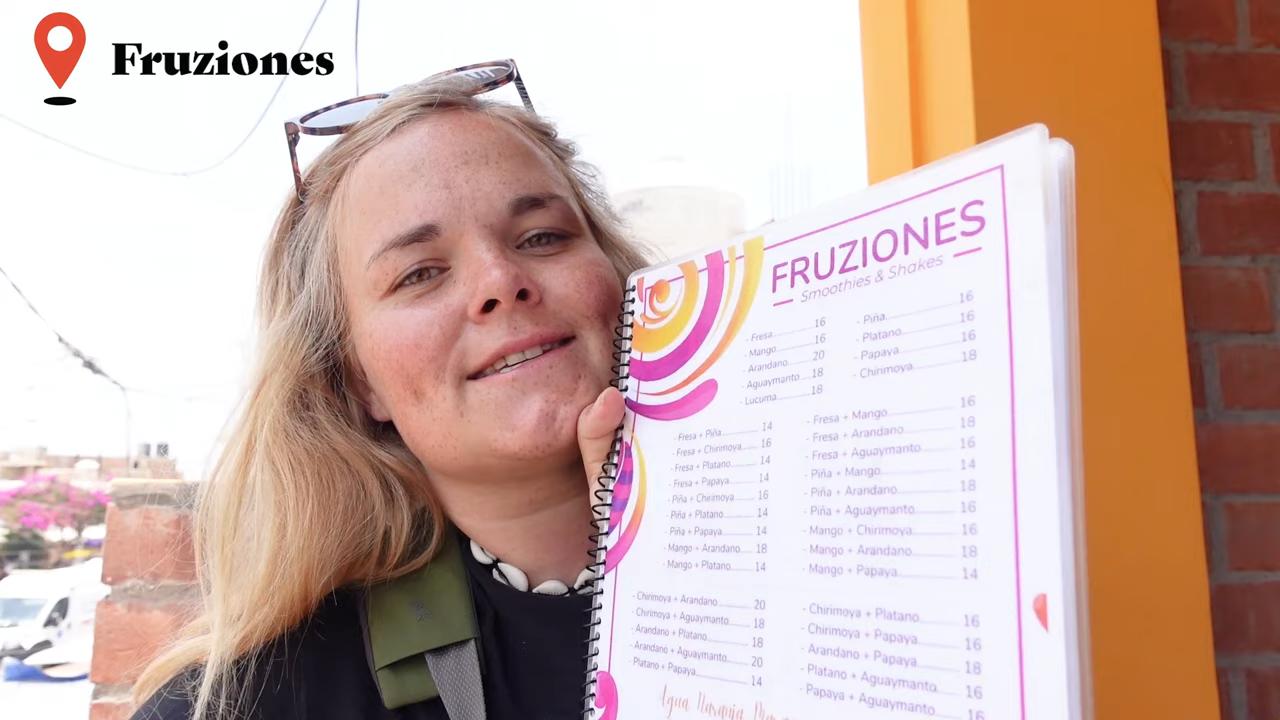 Fruziones
FRUZIONES
Smoothies & Shakes
- Fresa 16
- Mango 16
- Arandano 20
- Aguaymanto 18
- Lucuma 18
- Piña 16
- Platano 16
- Papaya 16
- Chirimoya 18
- Fresa + Piña 14
- Fresa + Chirimoya 16
- Fresa + Platano 14
- Fresa + Papaya 14
- Piña + Chirimoya 16
- Piña + Platano 14
- Piña + Papaya 14
- Mango + Arandano 18
- Mango + Platano 14
- Fresa + Mango 16
- Fresa + Arandano 18
- Fresa + Aguaymanto 16
- Piña + Mango 14
- Piña + Arandano 18
- Piña + Aguaymanto 16
- Mango + Chirimoya 16
- Mango + Arandano 18
- Mango + Papaya 14
- Chirimoya + Arandano 20
- Chirimoya + Aguaymanto 18
- Arandano + Platano 18
- Arandano + Aguaymanto 20
- Platano + Papaya 14
- Chirimoya + Platano 16
- Chirimoya + Papaya 16
- Arandano + Papaya 18
- Platano + Aguaymanto 16
- Papaya + Aguaymanto 16
Agua Naranja